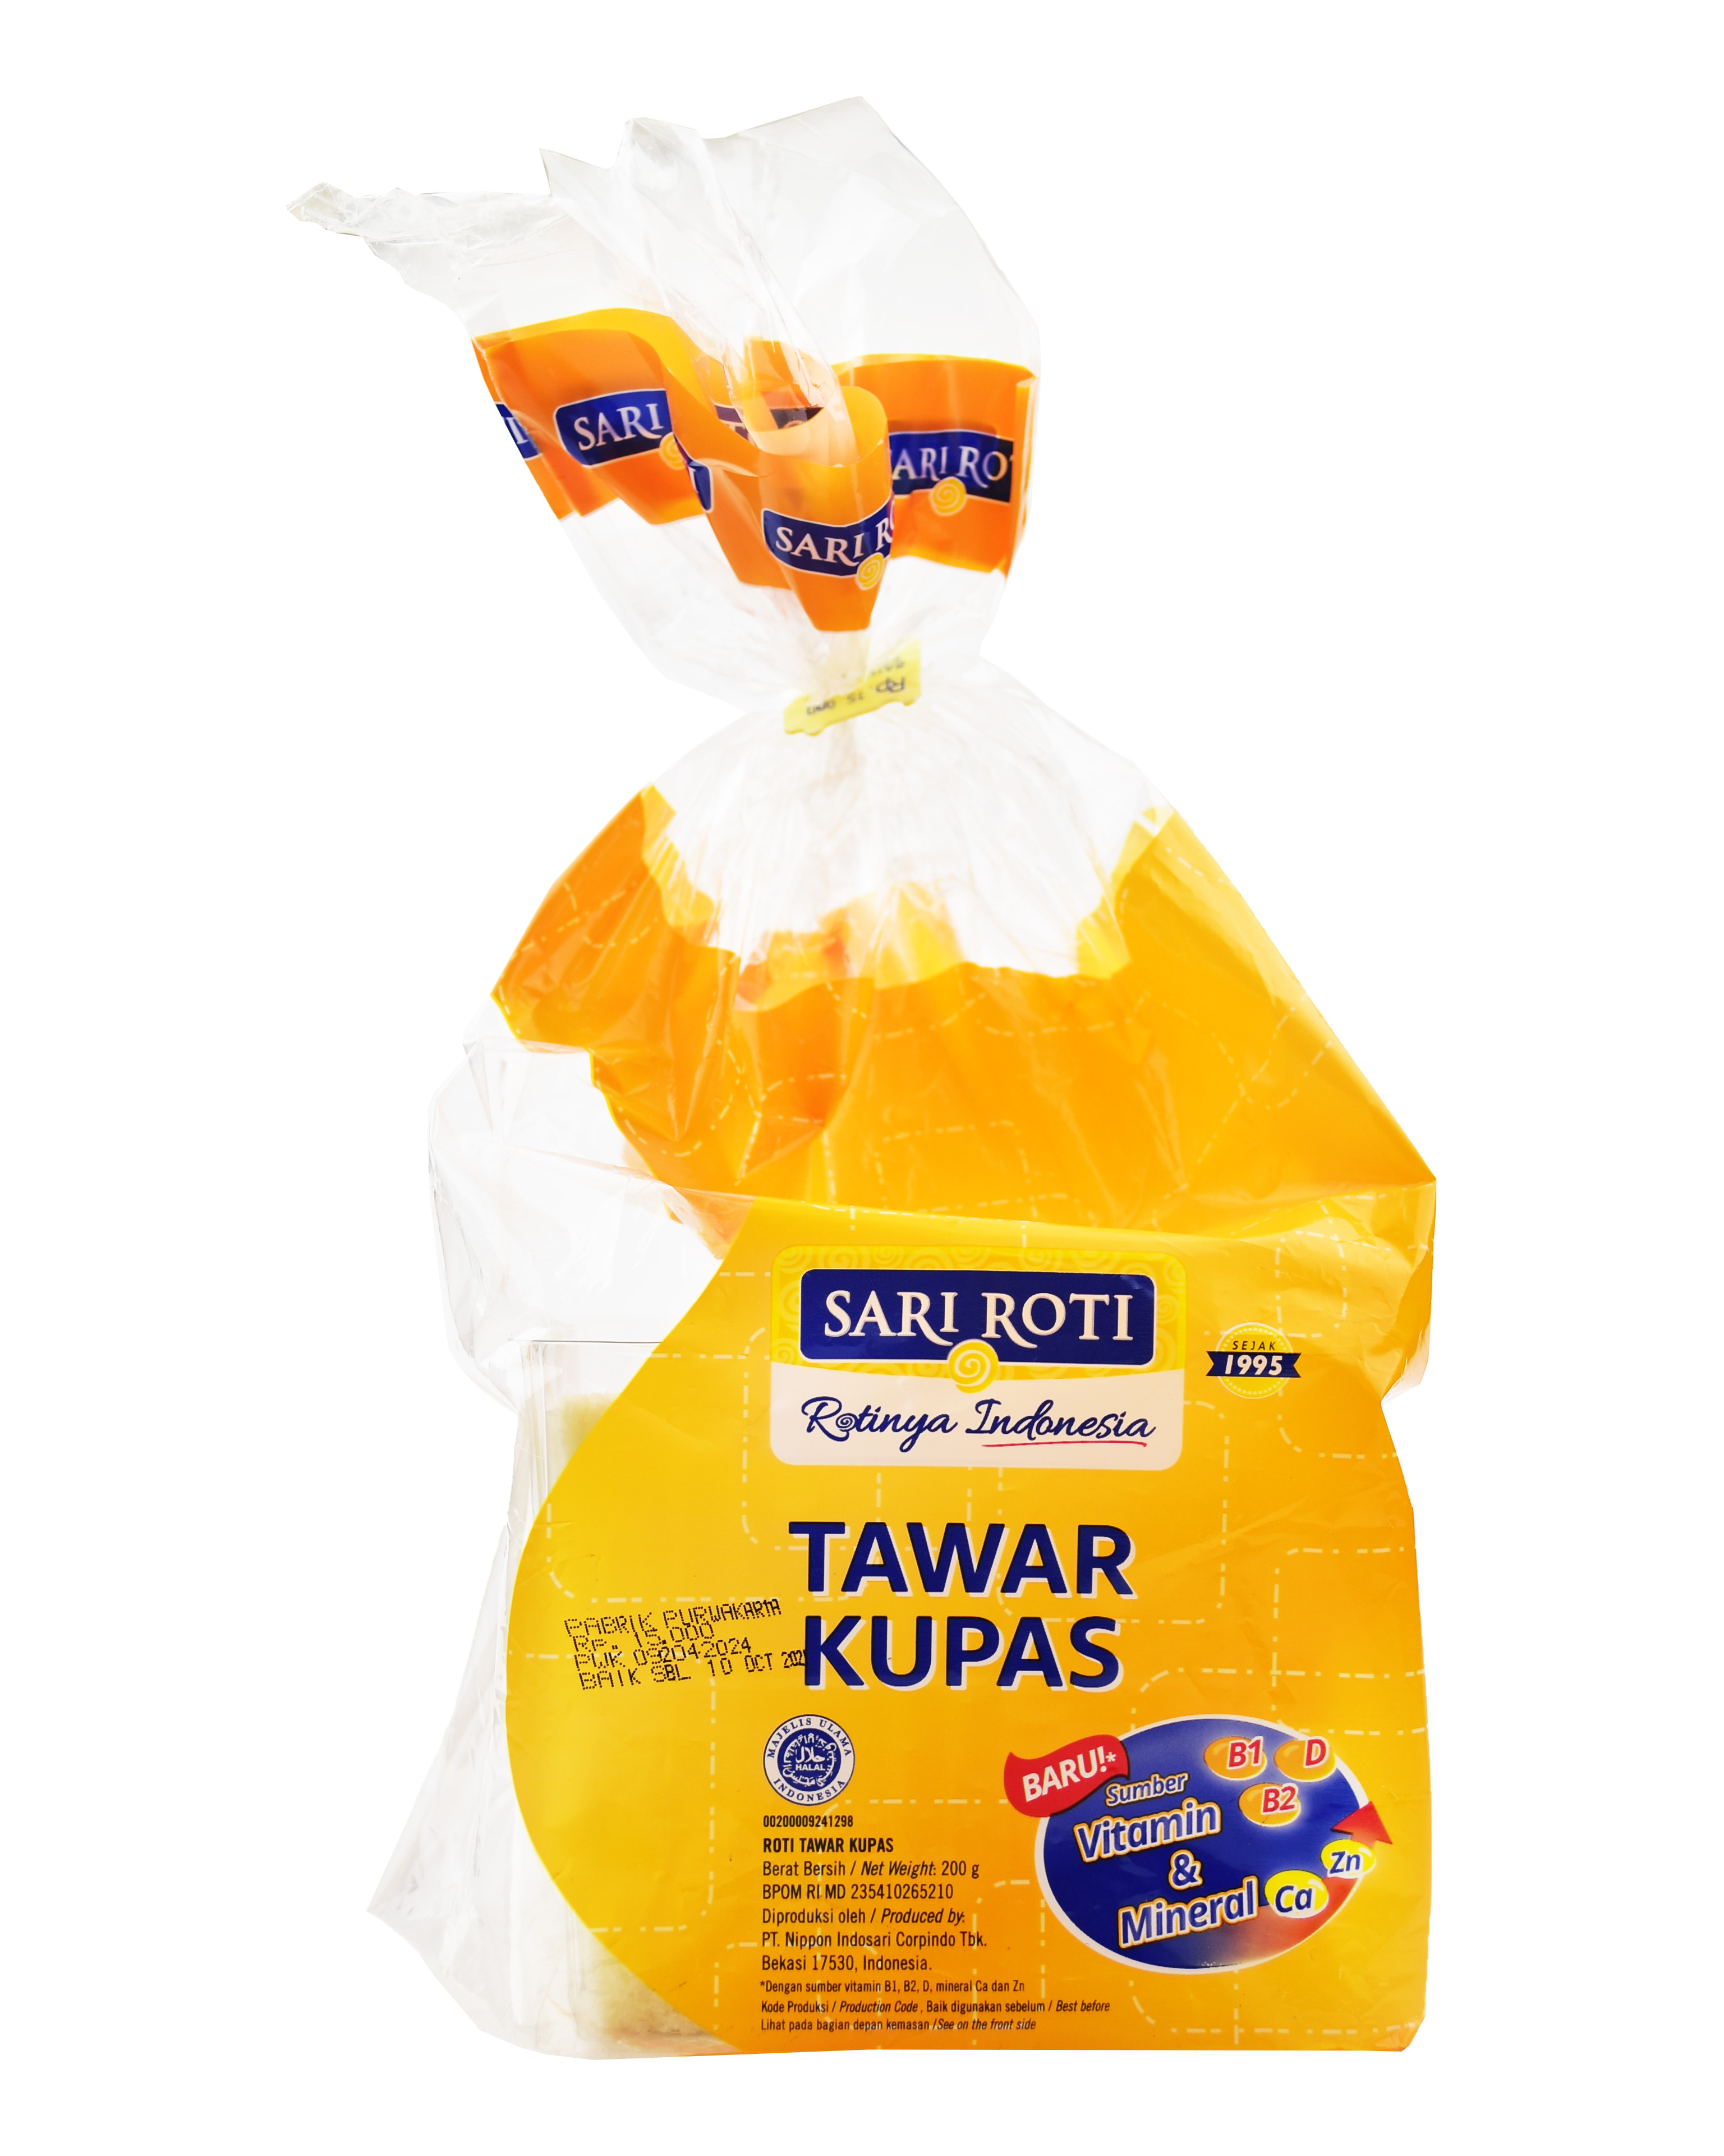 SARI
SARI R
ARI RO
Rp. 15.000
SARI ROTI
Rotinya Indonesia
SEJAK
1995
TAWAR
KUPAS
PABRIK PURWAKARTA
Rp. 15.000
BAIK SBL 10 OCT
MAJELIS ULAMA
حلال
HALAL
INDONESIA
BARU!*
Sumber
Vitamin
&
Mineral
B1
D
B2
Zn
Ca
00200009241298
ROTI TAWAR KUPAS
Berat Bersih / Net Weight: 200 g
BPOM RI MD 235410265210
Diproduksi oleh / Produced by:
PT. Nippon Indosari Corpindo Tbk.
Bekasi 17530, Indonesia.
*Dengan sumber vitamin B1, B2, D, mineral Ca dan Zn
Kode Produksi / Production Code , Baik digunakan sebelum / Best before
Lihat pada bagian depan kemasan /See on the front side